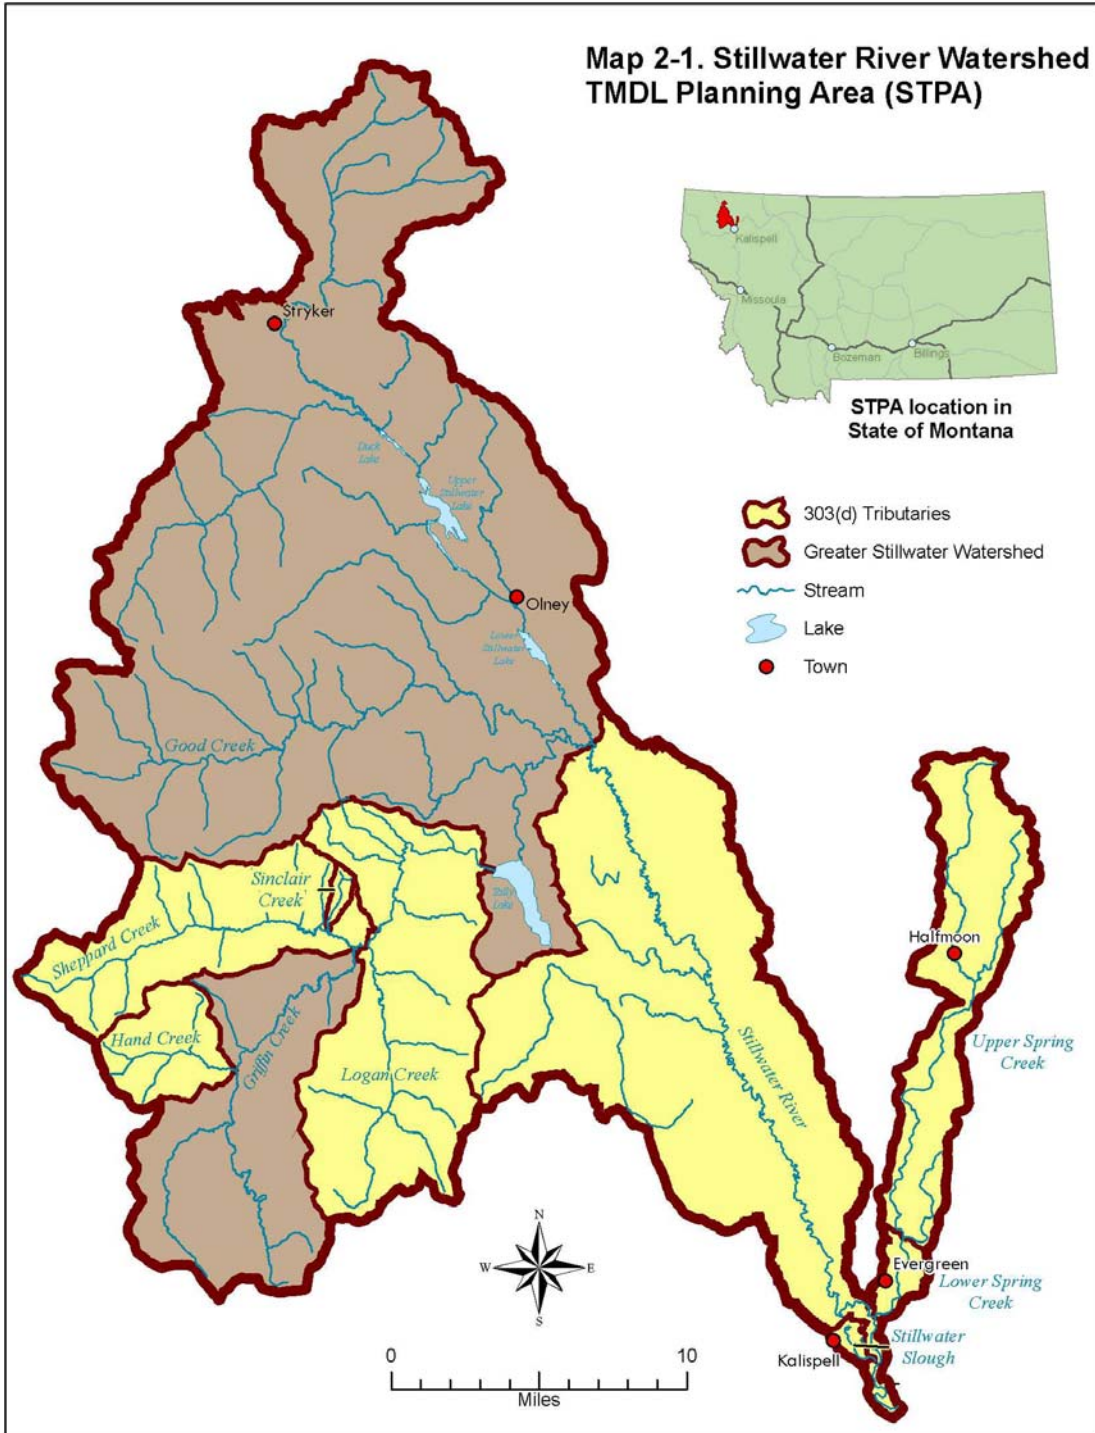 Map 2-1. Stillwater River Watershed
TMDL Planning Area (STPA)
Kalispell
Missoula
Bozeman
Billings
STPA location in
State of Montana
Stryker
Duck
Lake
Upper
Stillwater
Lake
303(d) Tributaries
Greater Stillwater Watershed
Stream
Lake
Town
Olney
Lower
Stillwater
Lake
Good Creek
Sinclair
Creek
Tally
Lake
Sheppard Creek
Halfmoon
Hand Creek
Griffin Creek
Logan Creek
Stillwater River
Upper Spring
Creek
N
W
E
S
Evergreen
Lower Spring
Creek
Stillwater
Slough
Kalispell
0
10
Miles